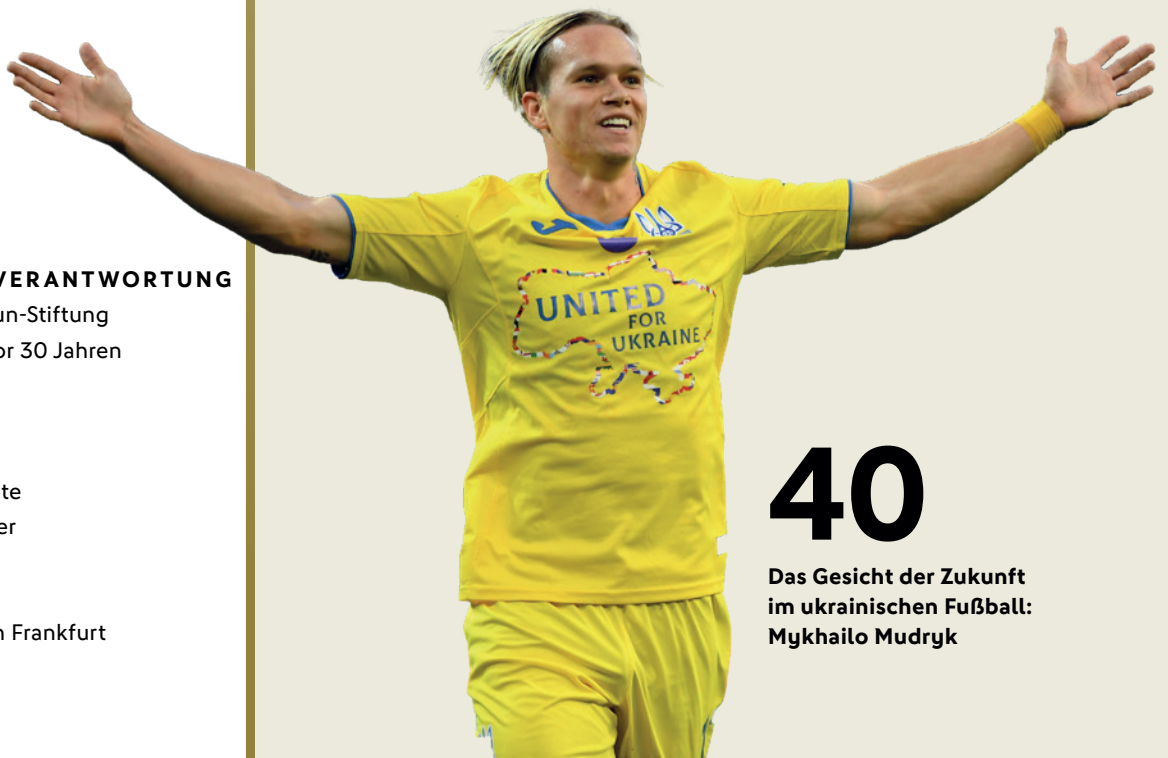 VERANTWORTUNG
un-Stiftung
or 30 Jahren
te
er
n Frankfurt
UNITED
FOR
UKRAINE
40
Das Gesicht der Zukunft
im ukrainischen Fußball:
Mykhailo Mudryk